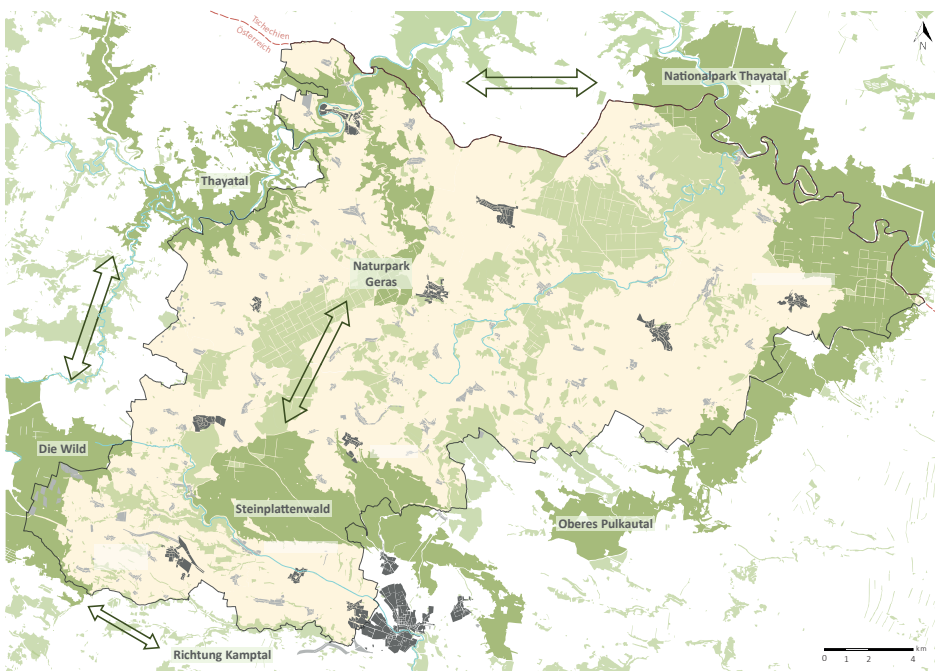 Tschechien
Österreich
N
Nationalpark Thayatal
Thayatal
Naturpark
Geras
Die Wild
Steinplattenwald
Oberes Pulkautal
Richtung Kamptal
km
0 1 2 4